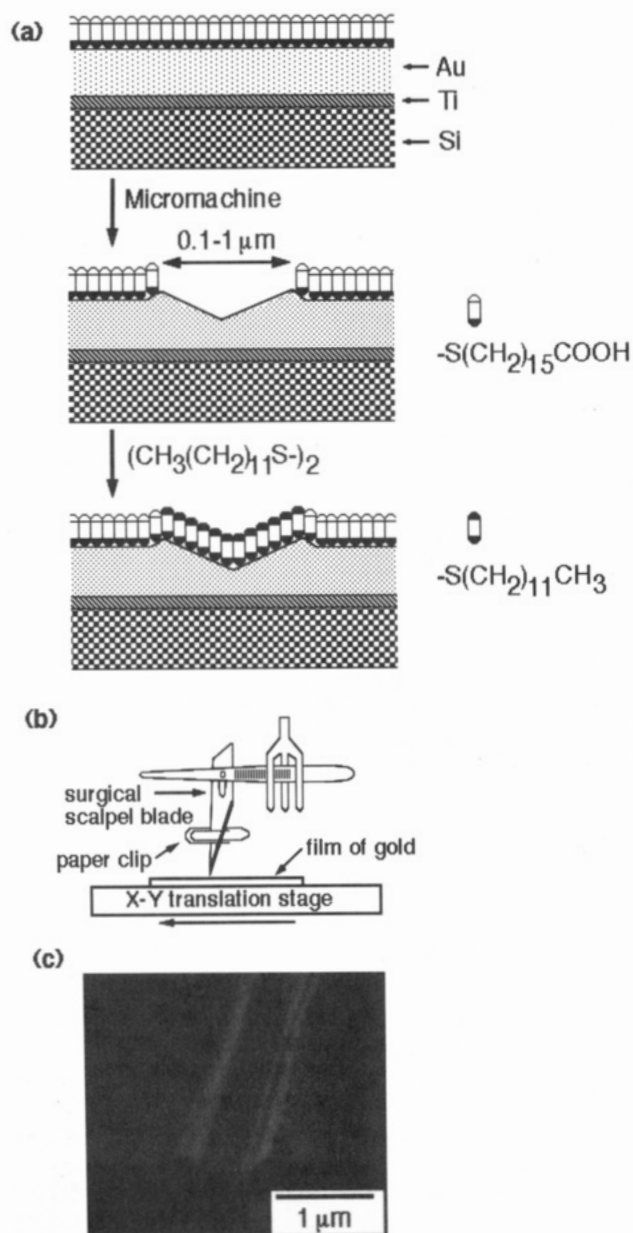 (a)
Au
Ti
Si
Micromachine
0.1-1 μm
-S(CH2)15COOH
(CH3(CH2)11S-)2
-S(CH2)11CH3
(b)
surgical
scalpel blade
paper clip
film of gold
X-Y translation stage
(c)
1 μm